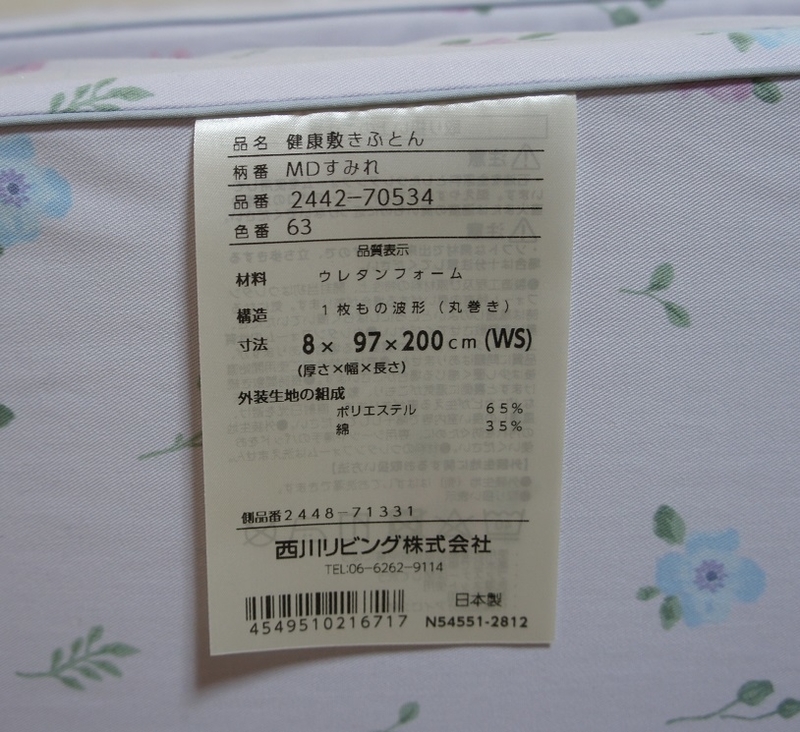 品名 健康敷きふとん
柄番 MDすみれ
品番 2442-70534
色番 63
品質表示
材料 ウレタンフォーム
構造 1枚もの波形（丸巻き）
寸法 8× 97×200cm (WS)
(厚さ×幅×長さ)
外装生地の組成
ポリエステル 65%
綿 35%
側品番2448-71331
西川リビング株式会社
TEL:06-6262-9114
日本製
4549510216717 N54551-2812